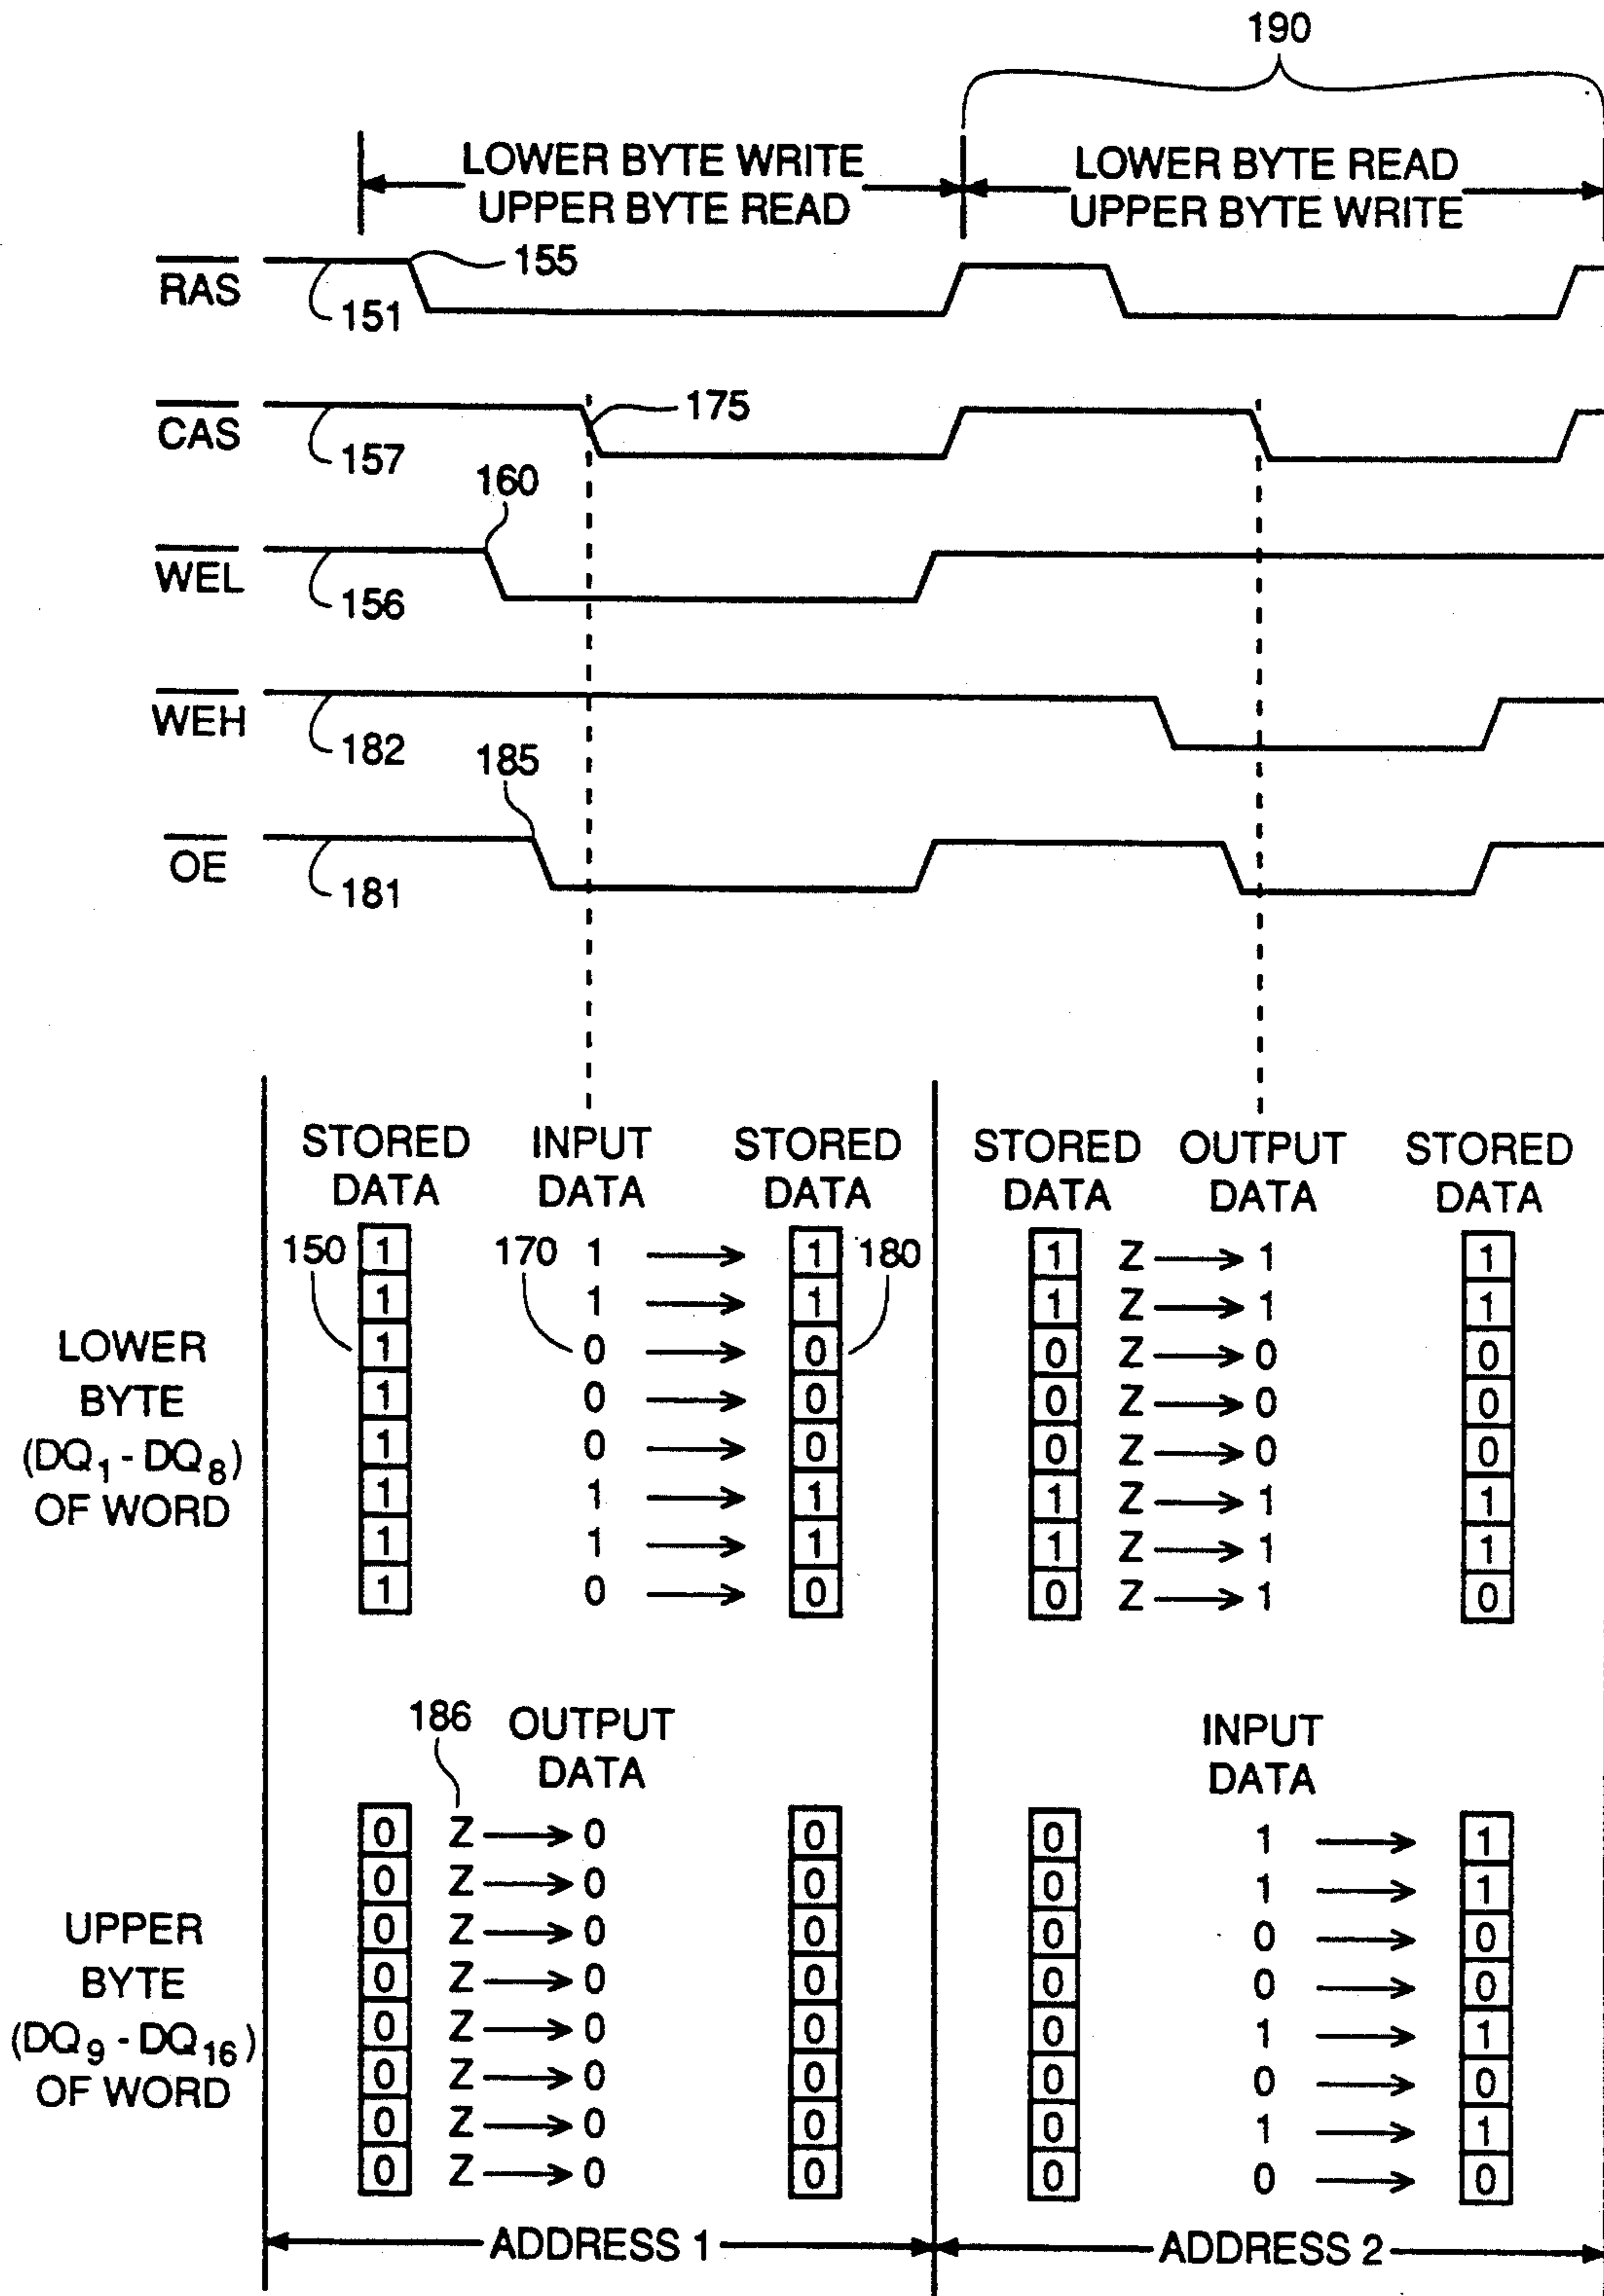 190
LOWER BYTE WRITE LOWER BYTE READ
UPPER BYTE READ UPPER BYTE WRITE
RAS 151 155
CAS 157 175
WEL 156 160
WEH 182
OE 181 185
STORED INPUT STORED STORED OUTPUT STORED
DATA DATA DATA DATA DATA DATA
150 1 170 1 1 180 1 Z 1 1
1 1 1 1 Z 1 1
LOWER 1 0 0 0 Z 0 0
BYTE 1 0 0 0 Z 0 0
(DQ1 - DQ8) 1 0 0 0 Z 0 0
OF WORD 1 1 1 1 Z 1 1
1 1 1 1 Z 1 1
1 0 0 0 Z 1 0
186 OUTPUT INPUT
DATA DATA
0 Z 0 0 0 1 1
0 Z 0 0 0 1 1
UPPER 0 Z 0 0 0 0 0
BYTE 0 Z 0 0 0 0 0
(DQ9 - DQ16) 0 Z 0 0 0 1 1
OF WORD 0 Z 0 0 0 0 0
0 Z 0 0 0 1 1
0 Z 0 0 0 0 0
ADDRESS 1 ADDRESS 2